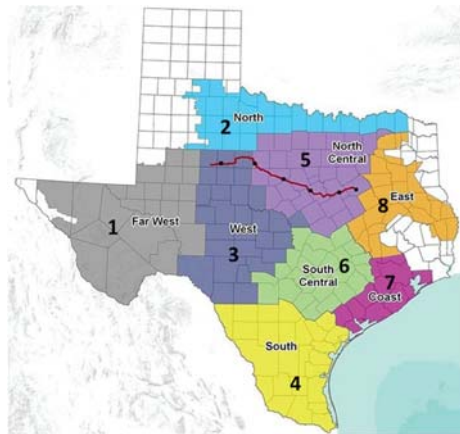 2 North
5 North
Central
1 Far West
West
3
8 East
South
Central 6
7
Coast
South
4